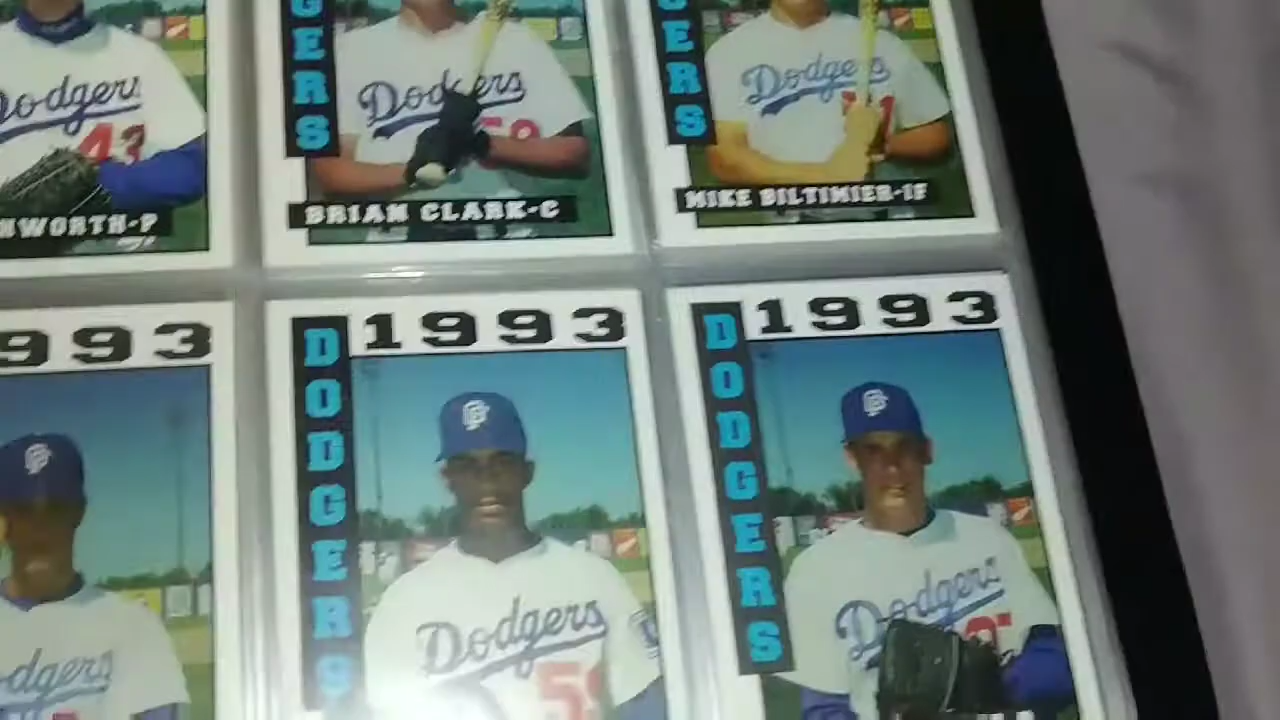 GERS
Dodgers
43
NWORTH-P
GERS
Dodgers
BRIAN CLARK-C
Dodgers
MIKE BILTIMIER-1F
993
dgers
DODGERS
1993
Dodgers
DODGERS
1993
Dodgers